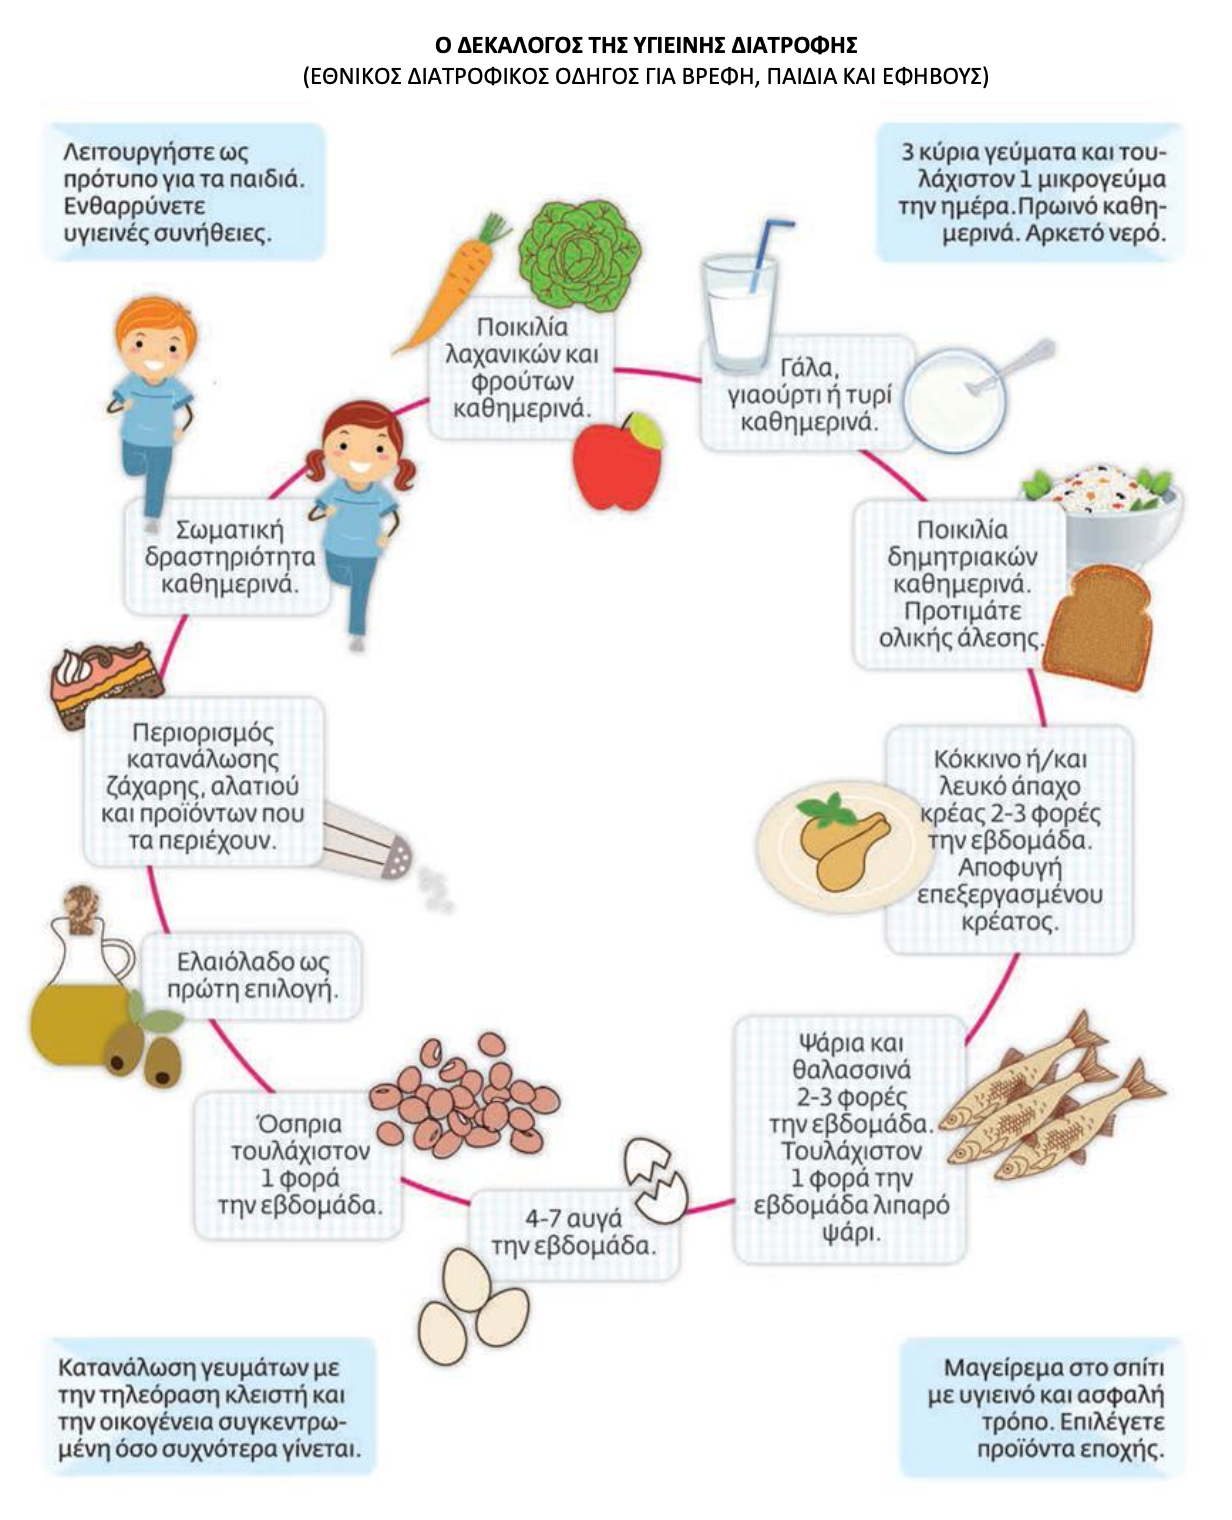 Ο ΔΕΚΑΛΟΓΟΣ ΤΗΣ ΥΓΙΕΙΝΗΣ ΔΙΑΤΡΟΦΗΣ
(ΕΘΝΙΚΟΣ ΔΙΑΤΡΟΦΙΚΟΣ ΟΔΗΓΟΣ ΓΙΑ ΒΡΕΦΗ, ΠΑΙΔΙΑ ΚΑΙ ΕΦΗΒΟΥΣ)
Λειτουργήστε ως
πρότυπο για τα παιδιά.
Ενθαρρύνετε
υγιεινές συνήθειες.
3 κύρια γεύματα και του-
λάχιστον 1 μικρογεύμα
την ημέρα.Πρωινό καθη-
μερινά. Αρκετό νερό.
Ποικιλία
λαχανικών και
φρούτων
καθημερινά.
Γάλα,
γιαούρτι ή τυρί
καθημερινά.
Ποικιλία
δημητριακών
καθημερινά.
Προτιμάτε
ολικής άλεσης.
Κόκκινο ή/και
λευκό άπαχο
κρέας 2-3 φορές
την εβδομάδα.
Αποφυγή
επεξεργασμένου
κρέατος.
Ψάρια και
θαλασσινά
2-3 φορές
την εβδομάδα.
Τουλάχιστον
1 φορά την
εβδομάδα λιπαρό
ψάρι.
4-7 αυγά
την εβδομάδα.
Όσπρια
τουλάχιστον
1 φορά
την εβδομάδα.
Ελαιόλαδο ως
πρώτη επιλογή.
Περιορισμός
κατανάλωσης
ζάχαρης, αλατιού
και προϊόντων που
τα περιέχουν.
Σωματική
δραστηριότητα
καθημερινά.
Κατανάλωση γευμάτων με
την τηλεόραση κλειστή και
την οικογένεια συγκεντρω-
μένη όσο συχνότερα γίνεται.
Μαγείρεμα στο σπίτι
με υγιεινό και ασφαλή
τρόπο. Επιλέγετε
προϊόντα εποχής.